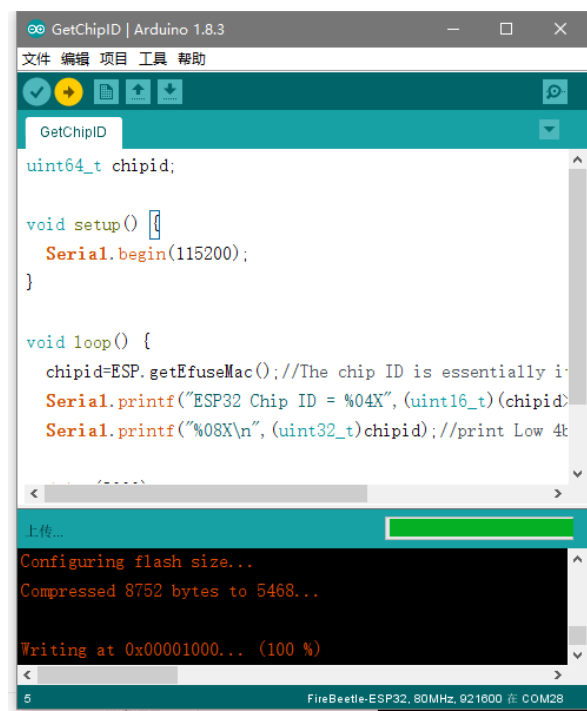 GetChipID | Arduino 1.8.3
文件 编辑 项目 工具 帮助
GetChipID
uint64_t chipid;
void setup() {
Serial.begin(115200);
}
void loop() {
chipid=ESP.getEfuseMac();//The chip ID is essentially i
Serial.printf("ESP32 Chip ID = %04X",(uint16_t)(chipid>
Serial.printf("%08X\n",(uint32_t)chipid);//print Low 4b
上传...
Configuring flash size...
Compressed 8752 bytes to 5468...
Writing at 0x00001000... (100 %)
5 FireBeetle-ESP32, 80MHz, 921600 在 COM28